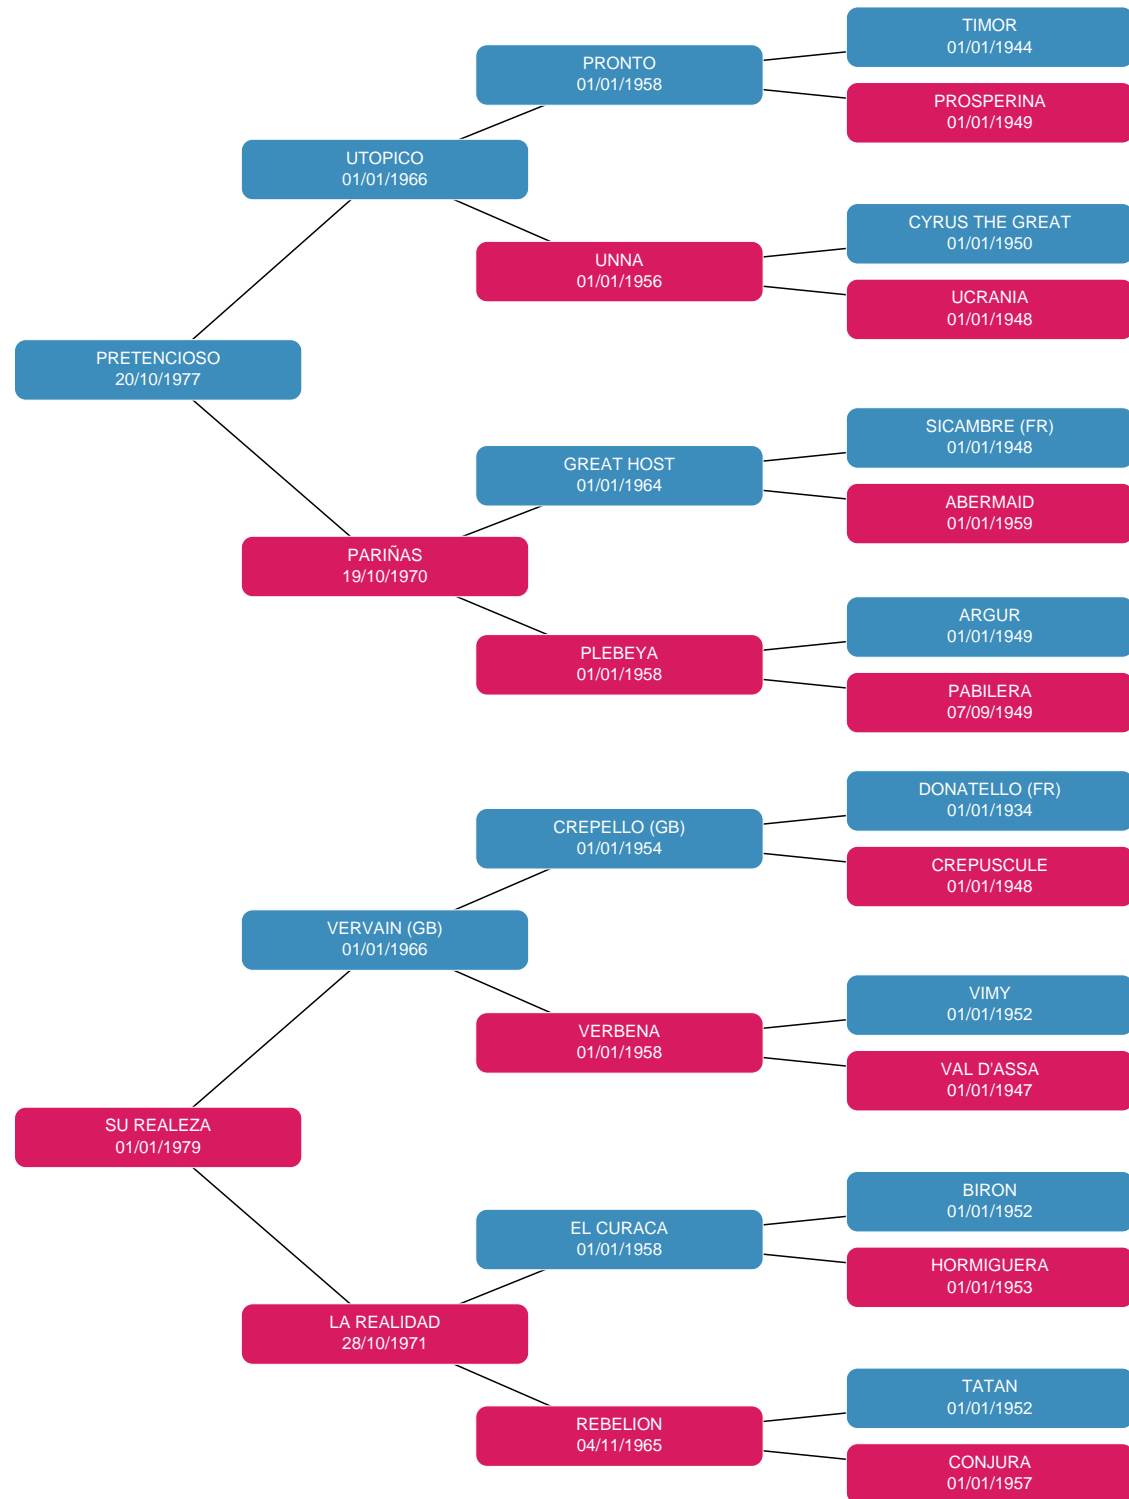 TIMOR
01/01/1944
PRONTO
01/01/1958
PROSPERINA
01/01/1949
UTOPICO
01/01/1966
CYRUS THE GREAT
01/01/1950
UNNA
01/01/1956
UCRANIA
01/01/1948
PRETENCIOSO
20/10/1977
SICAMBRE (FR)
01/01/1948
GREAT HOST
01/01/1964
ABERMAID
01/01/1959
PARIÑAS
19/10/1970
ARGUR
01/01/1949
PLEBEYA
01/01/1958
PABILERA
07/09/1949
DONATELLO (FR)
01/01/1934
CREPELLO (GB)
01/01/1954
CREPUSCULE
01/01/1948
VERVAIN (GB)
01/01/1966
VIMY
01/01/1952
VERBENA
01/01/1958
VAL D'ASSA
01/01/1947
SU REALEZA
01/01/1979
BIRON
01/01/1952
EL CURACA
01/01/1958
HORMIGUERA
01/01/1953
LA REALIDAD
28/10/1971
TATAN
01/01/1952
REBELION
04/11/1965
CONJURA
01/01/1957